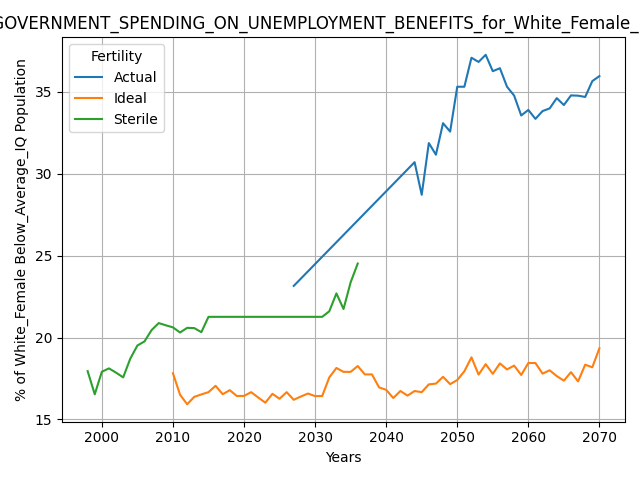 GOVERNMENT_SPENDING_ON_UNEMPLOYMENT_BENEFITS_for_White_Female_
Fertility
Actual
Ideal
Sterile
% of White_Female Below_Average_IQ Population
35
30
25
20
15
2000 2010 2020 2030 2040 2050 2060 2070
Years